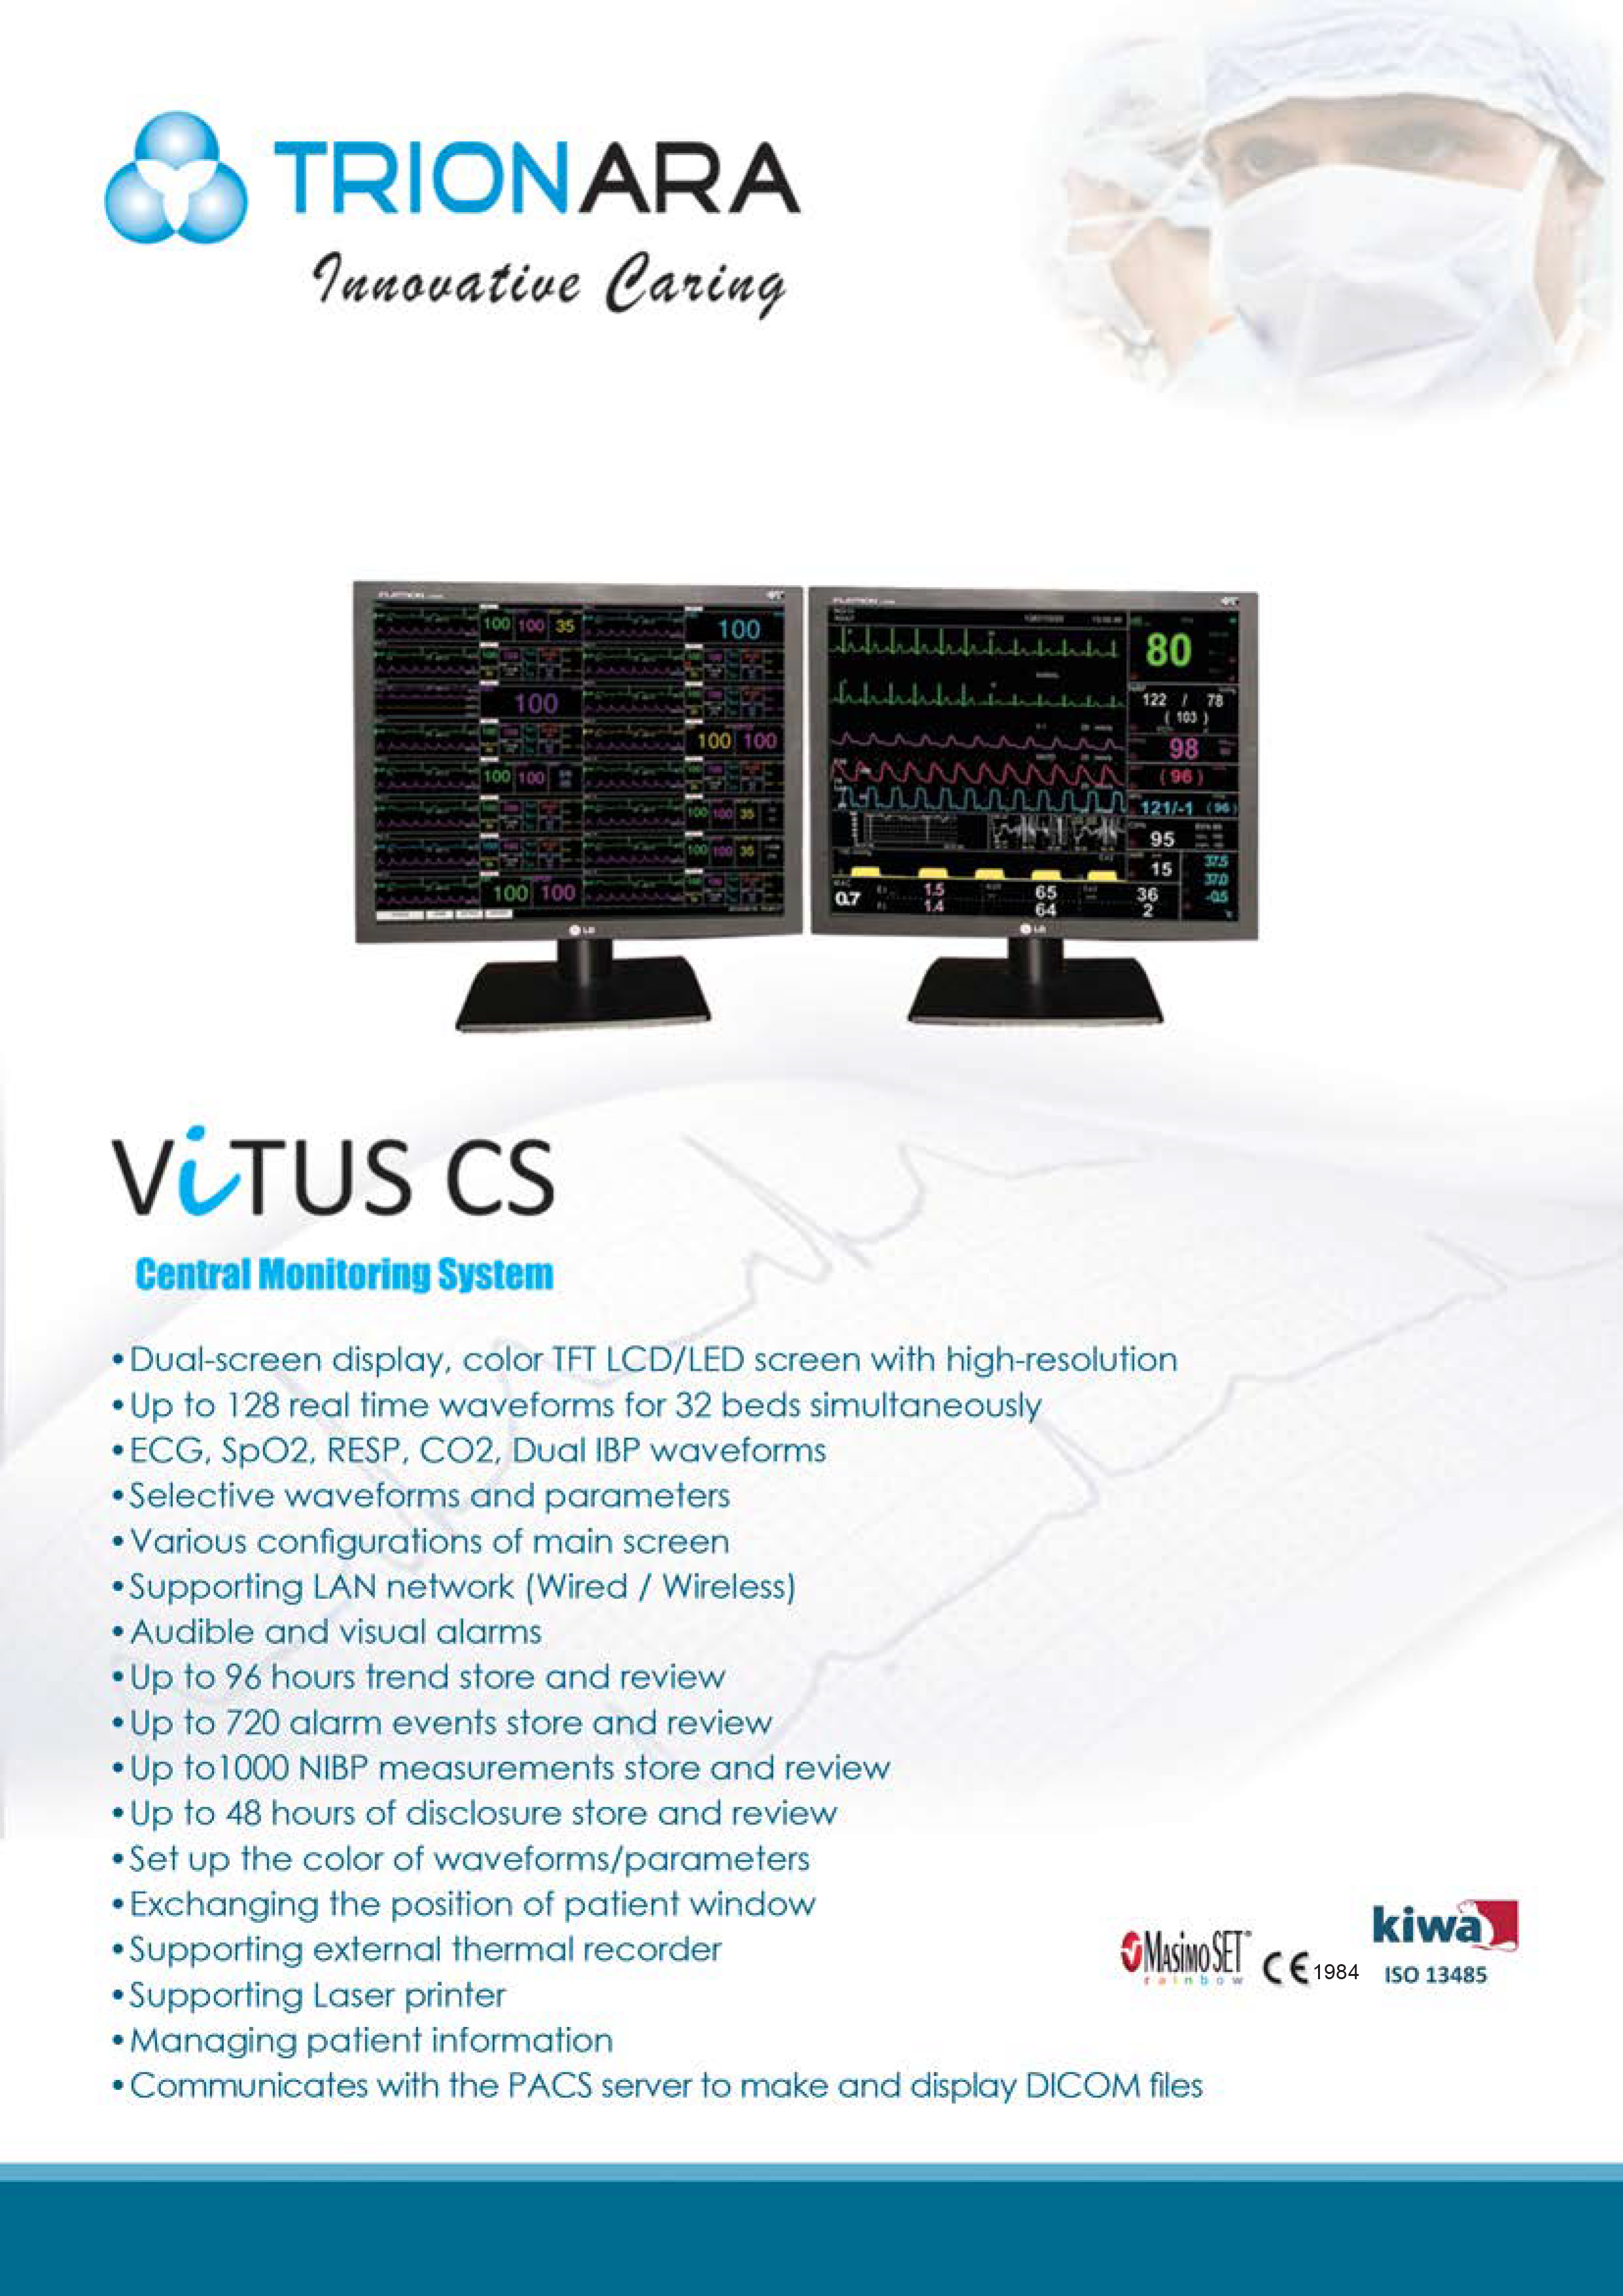 TRIONARA
Innovative Caring
100 100 35
100
100
100 100
100 100
100 100 35
100 100 35
100 100
LG
80
122 / 78
( 103 )
98
( 96 )
121/-1 ( 96 )
95
15
37.5
37.0
-0.5
0.7
1.5
1.4
65
64
36
2
LG
ViTUS CS
Central Monitoring System
• Dual-screen display, color TFT LCD/LED screen with high-resolution
• Up to 128 real time waveforms for 32 beds simultaneously
• ECG, SpO2, RESP, CO2, Dual IBP waveforms
• Selective waveforms and parameters
• Various configurations of main screen
• Supporting LAN network (Wired / Wireless)
• Audible and visual alarms
• Up to 96 hours trend store and review
• Up to 720 alarm events store and review
• Up to1000 NIBP measurements store and review
• Up to 48 hours of disclosure store and review
• Set up the color of waveforms/parameters
• Exchanging the position of patient window
• Supporting external thermal recorder
• Supporting Laser printer
• Managing patient information
• Communicates with the PACS server to make and display DICOM files
Masimo SET®
rainbow
CE 1984
kiwa
ISO 13485